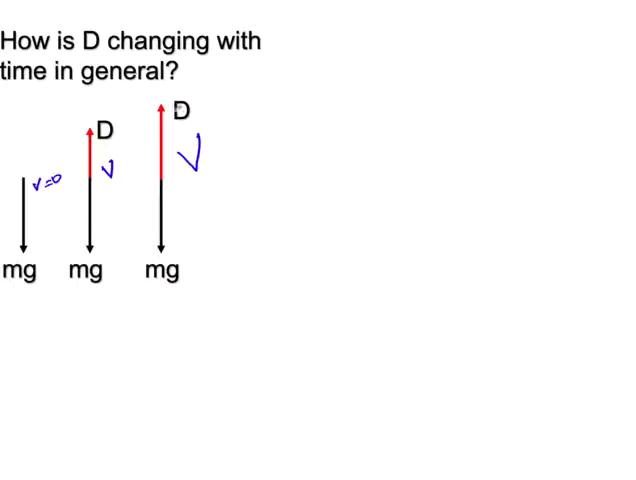 How is D changing with
time in general?
D
D
v
V
v=0
mg
mg
mg